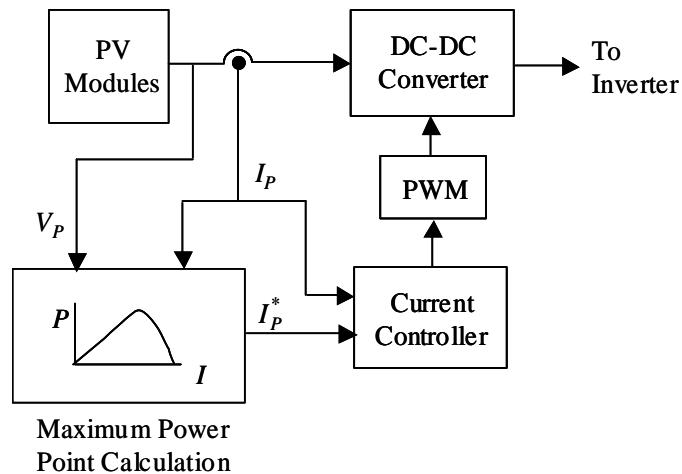 PV
Modules
DC-DC
Converter
To
Inverter
I_P
PWM
V_P
P
I
I_P^*
Current
Controller
Maximum Power
Point Calculation